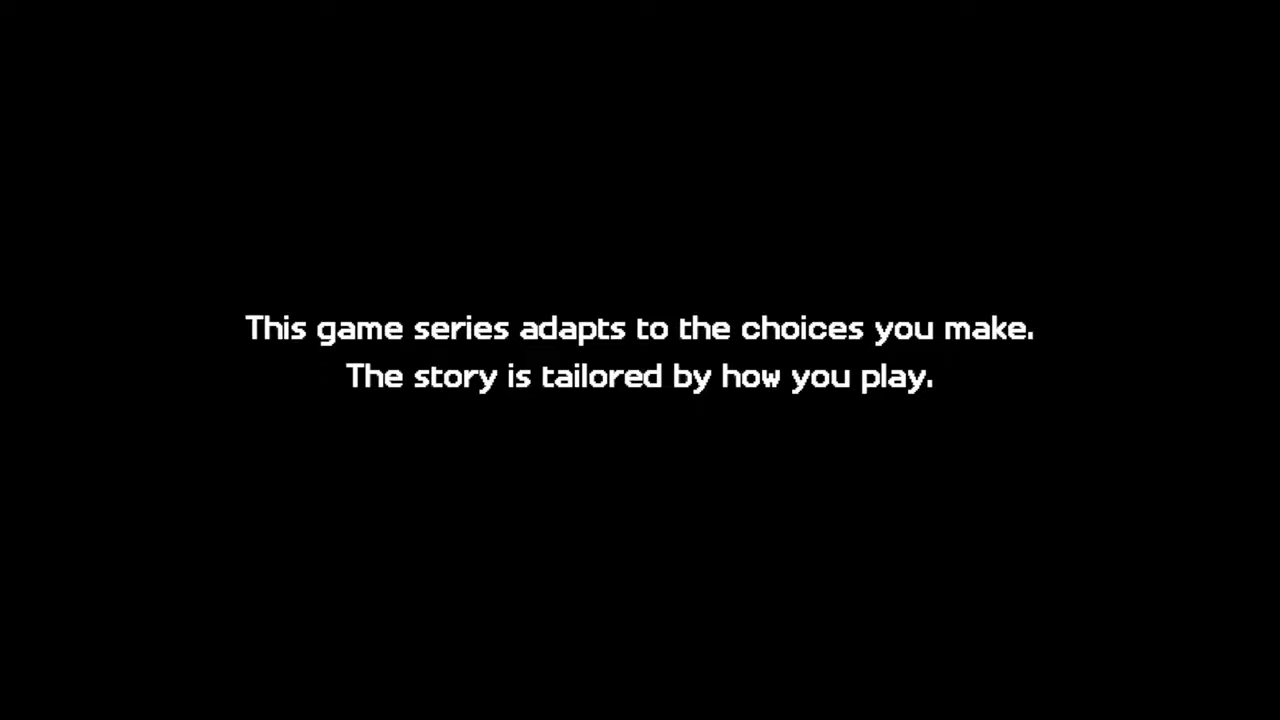 This game series adapts to the choices you make.
The story is tailored by how you play.